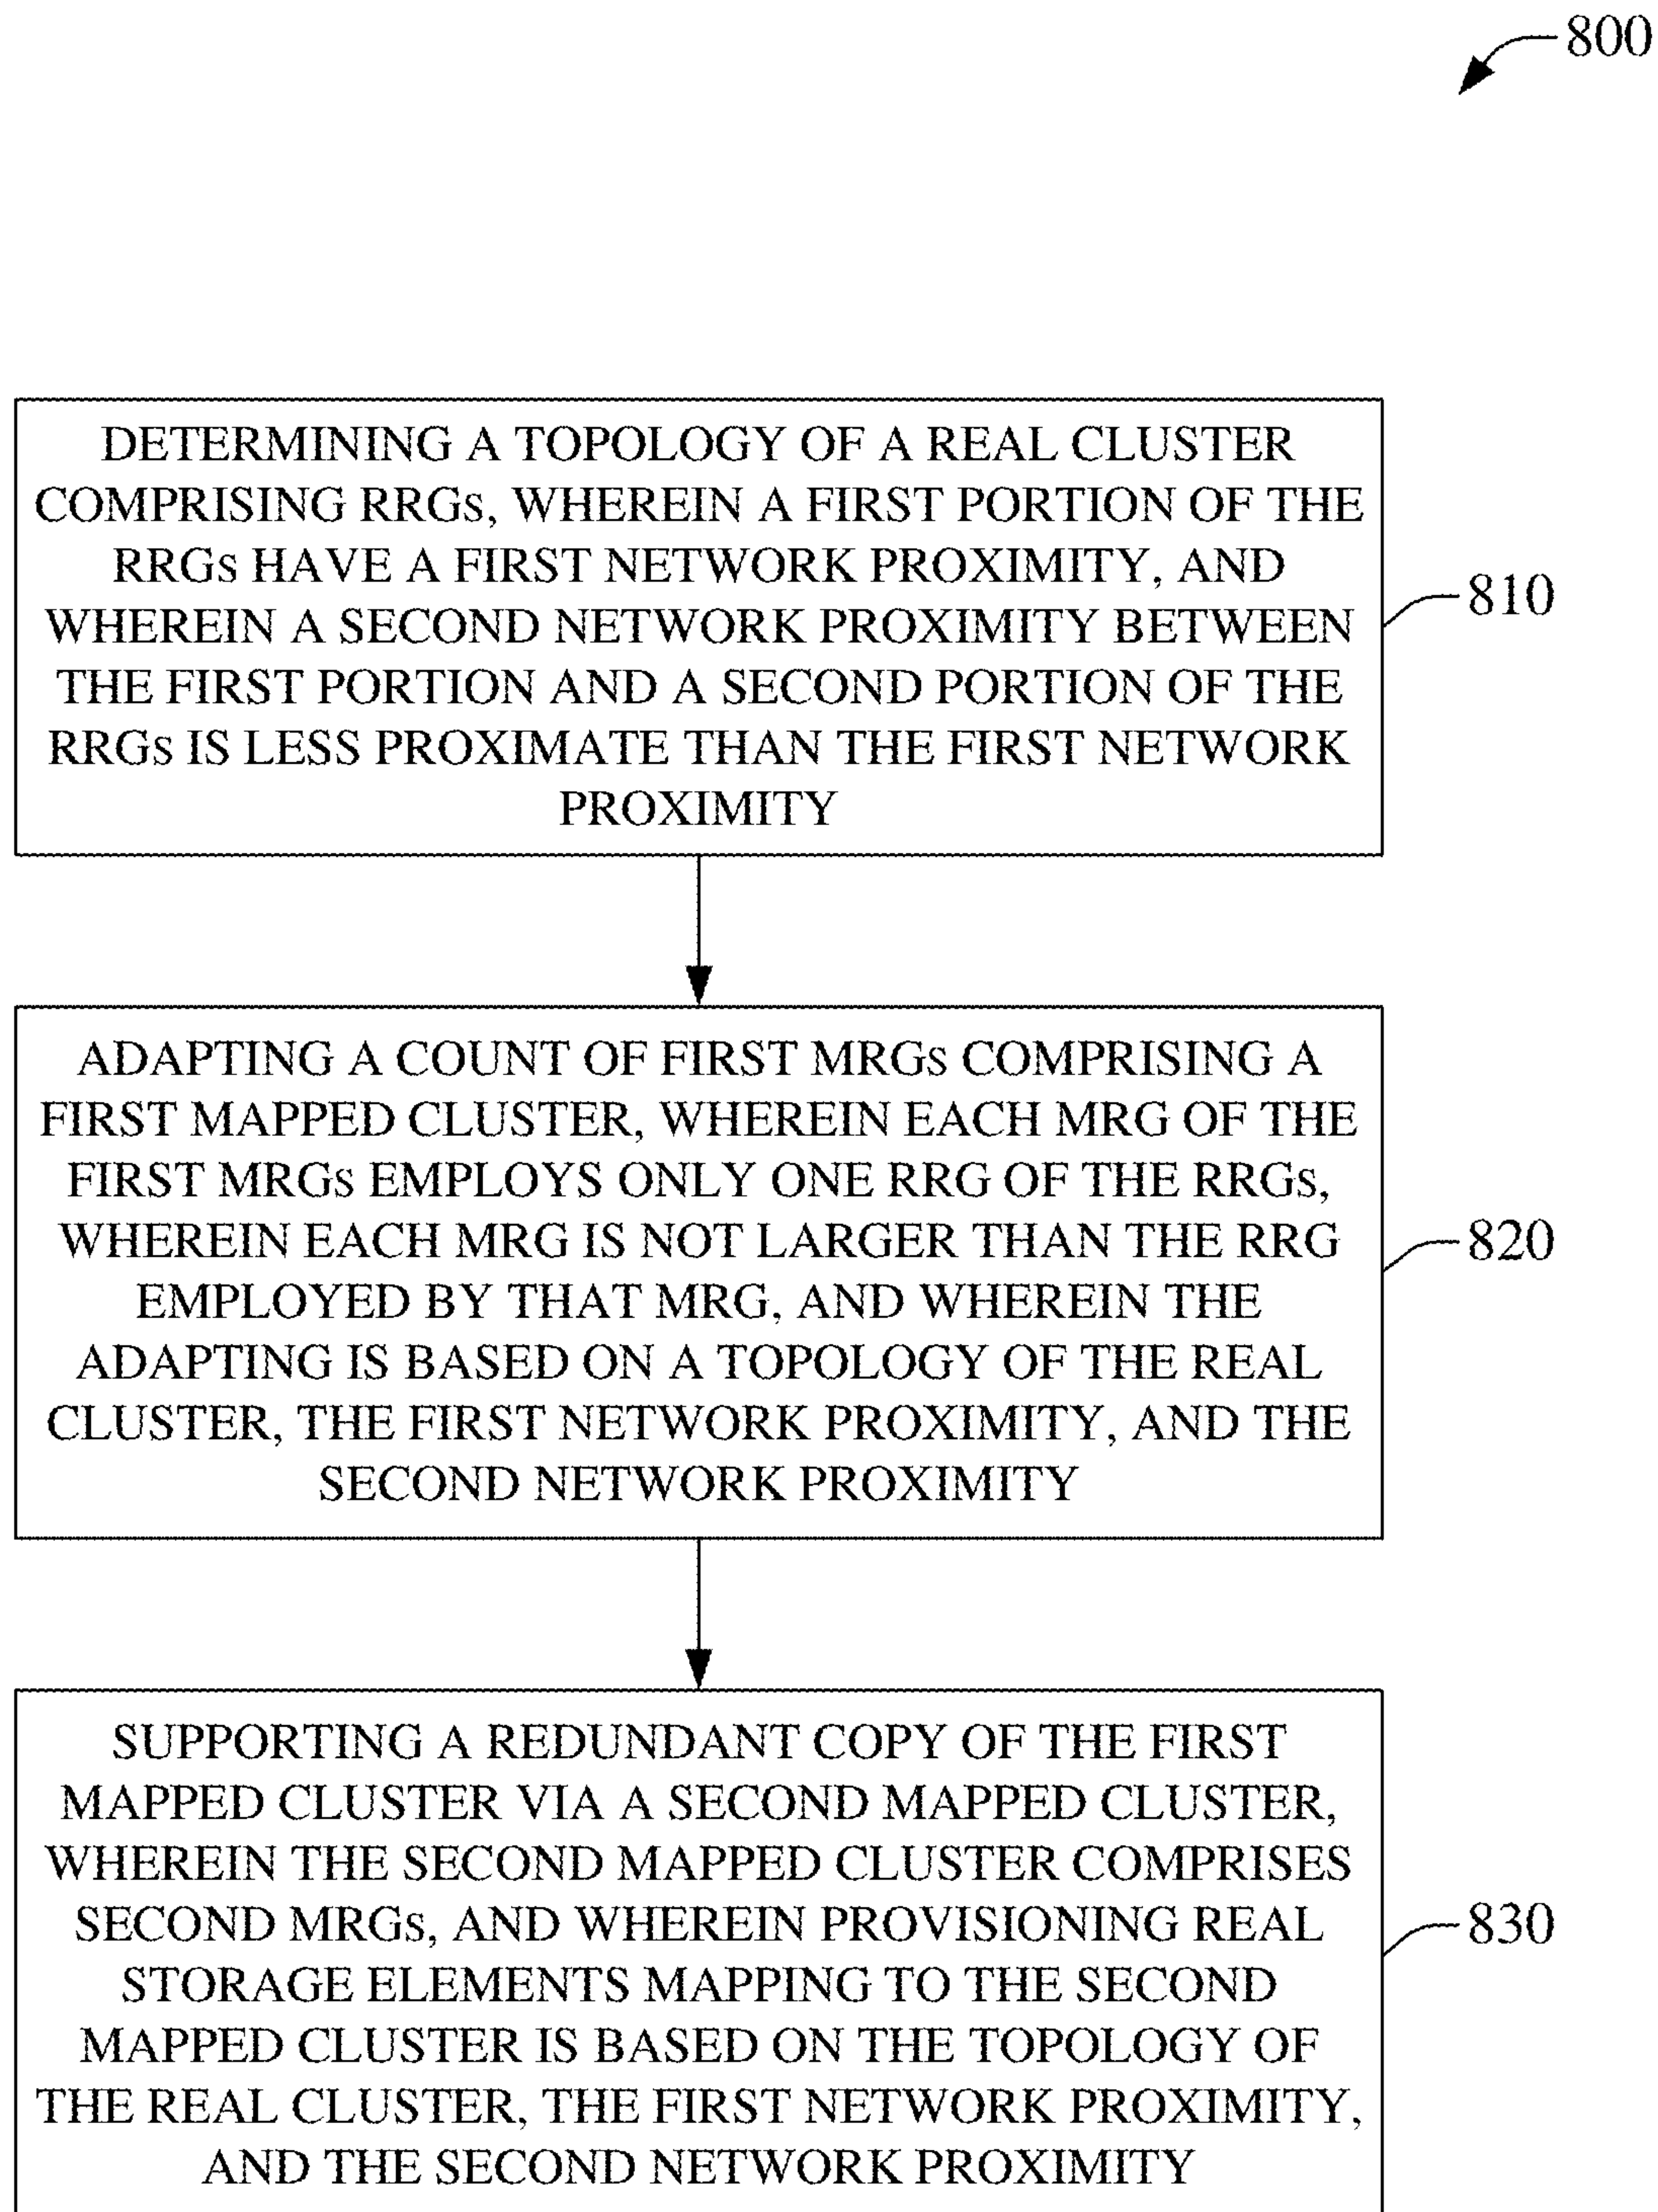 800
DETERMINING A TOPOLOGY OF A REAL CLUSTER
COMPRISING RRGs, WHEREIN A FIRST PORTION OF THE
RRGs HAVE A FIRST NETWORK PROXIMITY, AND
WHEREIN A SECOND NETWORK PROXIMITY BETWEEN
THE FIRST PORTION AND A SECOND PORTION OF THE
RRGs IS LESS PROXIMATE THAN THE FIRST NETWORK
PROXIMITY
810
ADAPTING A COUNT OF FIRST MRGs COMPRISING A
FIRST MAPPED CLUSTER, WHEREIN EACH MRG OF THE
FIRST MRGs EMPLOYS ONLY ONE RRG OF THE RRGs,
WHEREIN EACH MRG IS NOT LARGER THAN THE RRG
EMPLOYED BY THAT MRG, AND WHEREIN THE
ADAPTING IS BASED ON A TOPOLOGY OF THE REAL
CLUSTER, THE FIRST NETWORK PROXIMITY, AND THE
SECOND NETWORK PROXIMITY
820
SUPPORTING A REDUNDANT COPY OF THE FIRST
MAPPED CLUSTER VIA A SECOND MAPPED CLUSTER,
WHEREIN THE SECOND MAPPED CLUSTER COMPRISES
SECOND MRGs, AND WHEREIN PROVISIONING REAL
STORAGE ELEMENTS MAPPING TO THE SECOND
MAPPED CLUSTER IS BASED ON THE TOPOLOGY OF
THE REAL CLUSTER, THE FIRST NETWORK PROXIMITY,
AND THE SECOND NETWORK PROXIMITY
830